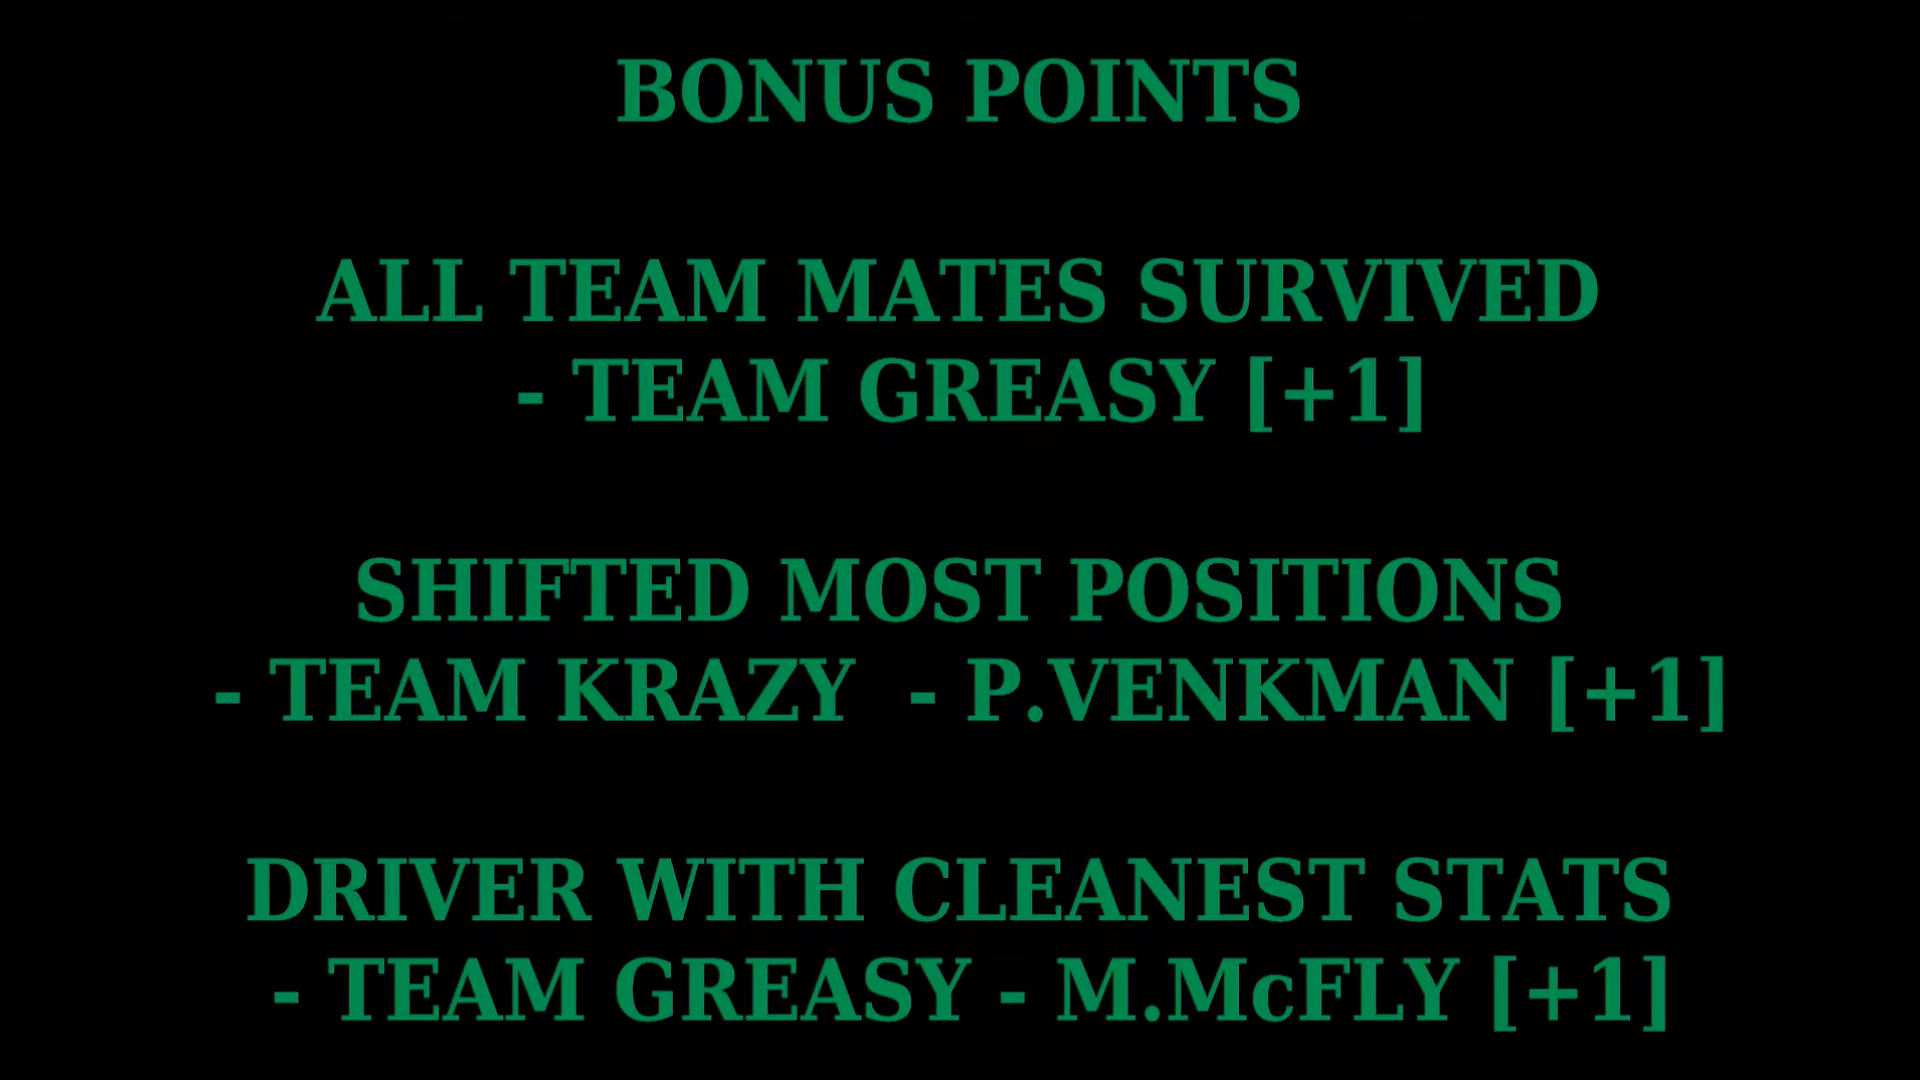 BONUS POINTS
ALL TEAM MATES SURVIVED
- TEAM GREASY [+1]
SHIFTED MOST POSITIONS
- TEAM KRAZY - P.VENKMAN [+1]
DRIVER WITH CLEANEST STATS
- TEAM GREASY - M.McFLY [+1]